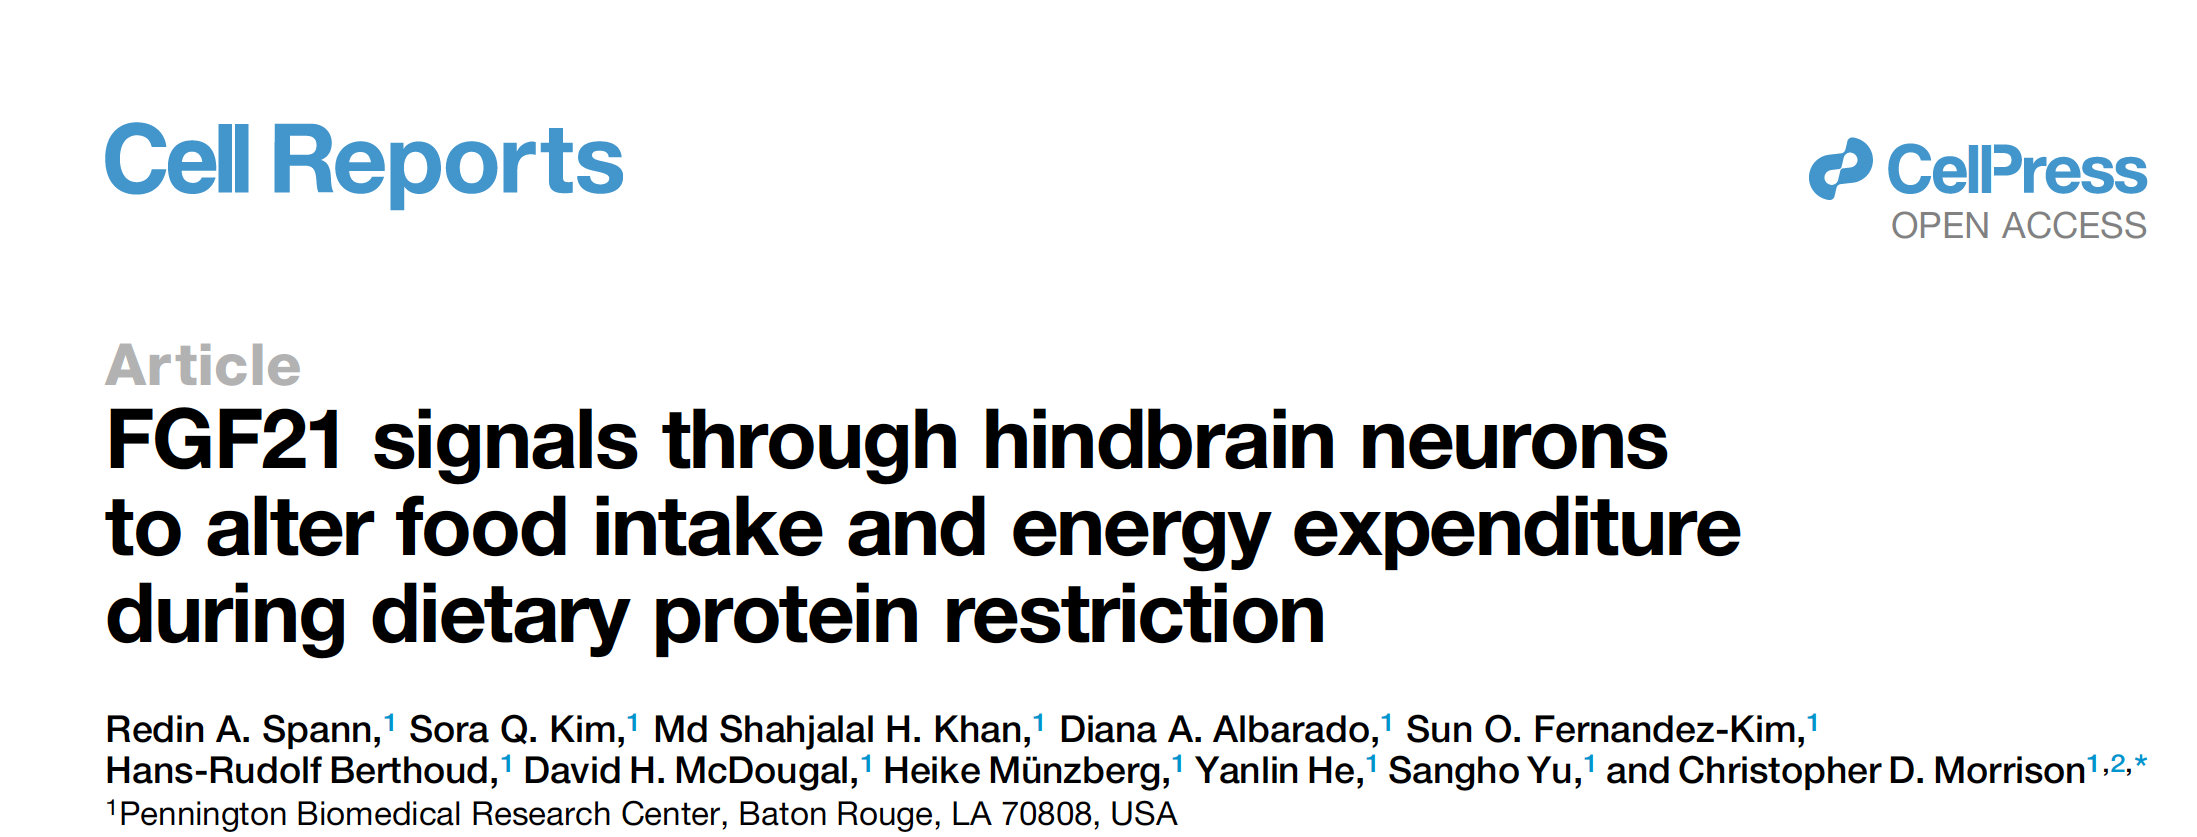 Cell Reports
CellPress
OPEN ACCESS
Article
FGF21 signals through hindbrain neurons
to alter food intake and energy expenditure
during dietary protein restriction
Redin A. Spann,1 Sora Q. Kim,1 Md Shahjalal H. Khan,1 Diana A. Albarado,1 Sun O. Fernandez-Kim,1
Hans-Rudolf Berthoud,1 David H. McDougal,1 Heike Münzberg,1 Yanlin He,1 Sangho Yu,1 and Christopher D. Morrison1,2,*
1Pennington Biomedical Research Center, Baton Rouge, LA 70808, USA